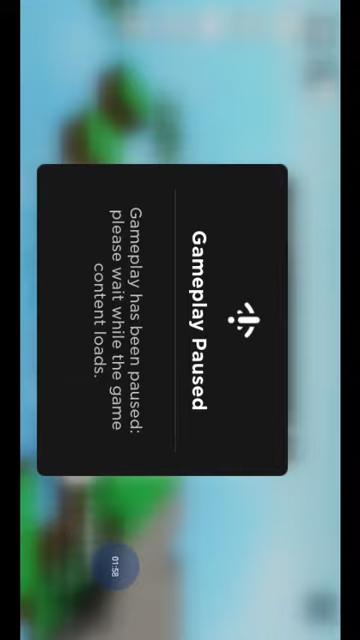 Gameplay Paused
Gameplay has been paused:
please wait while the game
content loads.
01:58